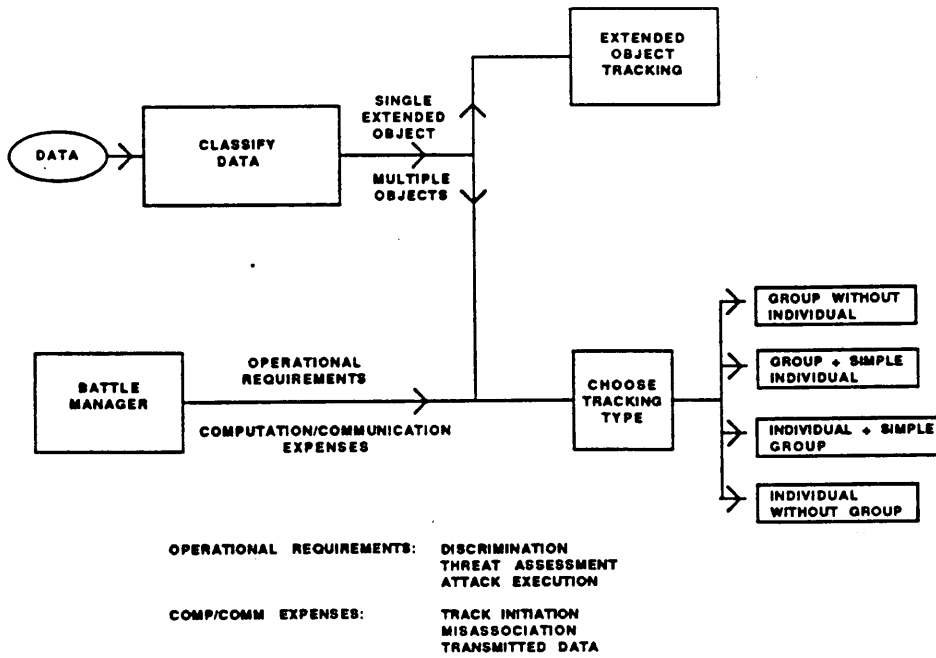 EXTENDED
OBJECT
TRACKING
SINGLE
EXTENDED
OBJECT
DATA
CLASSIFY
DATA
MULTIPLE
OBJECTS
GROUP WITHOUT
INDIVIDUAL
GROUP + SIMPLE
INDIVIDUAL
INDIVIDUAL + SIMPLE
GROUP
INDIVIDUAL
WITHOUT GROUP
BATTLE
MANAGER
OPERATIONAL
REQUIREMENTS
COMPUTATION/COMMUNICATION
EXPENSES
CHOOSE
TRACKING
TYPE
OPERATIONAL REQUIREMENTS: DISCRIMINATION
THREAT ASSESSMENT
ATTACK EXECUTION
COMP/COMM EXPENSES: TRACK INITIATION
MISASSOCIATION
TRANSMITTED DATA